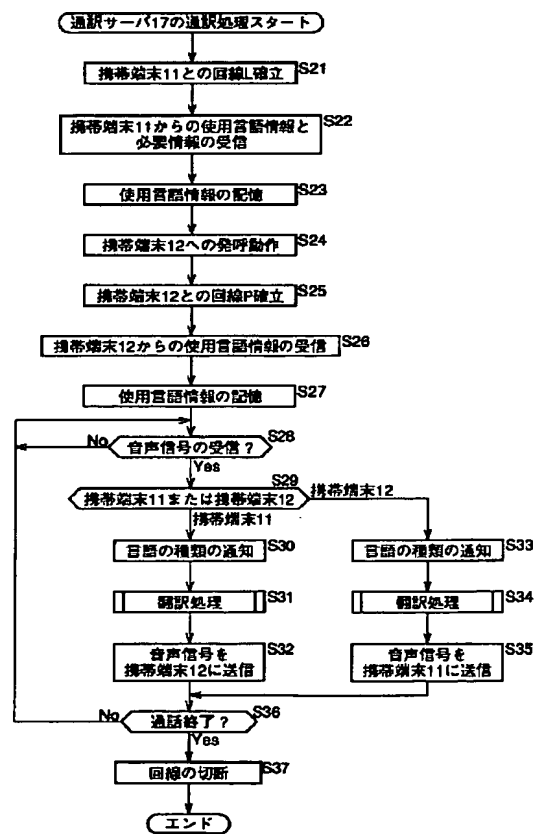 通訳サーバ17の通訳処理スタート
携帯端末11との回線L確立
S21
携帯端末11からの使用言語情報と
必要情報の受信
S22
使用言語情報の記憶
S23
携帯端末12への発呼動作
S24
携帯端末12との回線P確立
S25
携帯端末12からの使用言語情報の受信
S26
使用言語情報の記憶
S27
音声信号の受信？
S28
No
Yes
携帯端末11または携帯端末12
S29
携帯端末12
携帯端末11
言語の種類の通知
S30
言語の種類の通知
S33
翻訳処理
S31
翻訳処理
S34
音声信号を
携帯端末12に送信
S32
音声信号を
携帯端末11に送信
S35
通話終了？
S36
No
Yes
回線の切断
S37
エンド